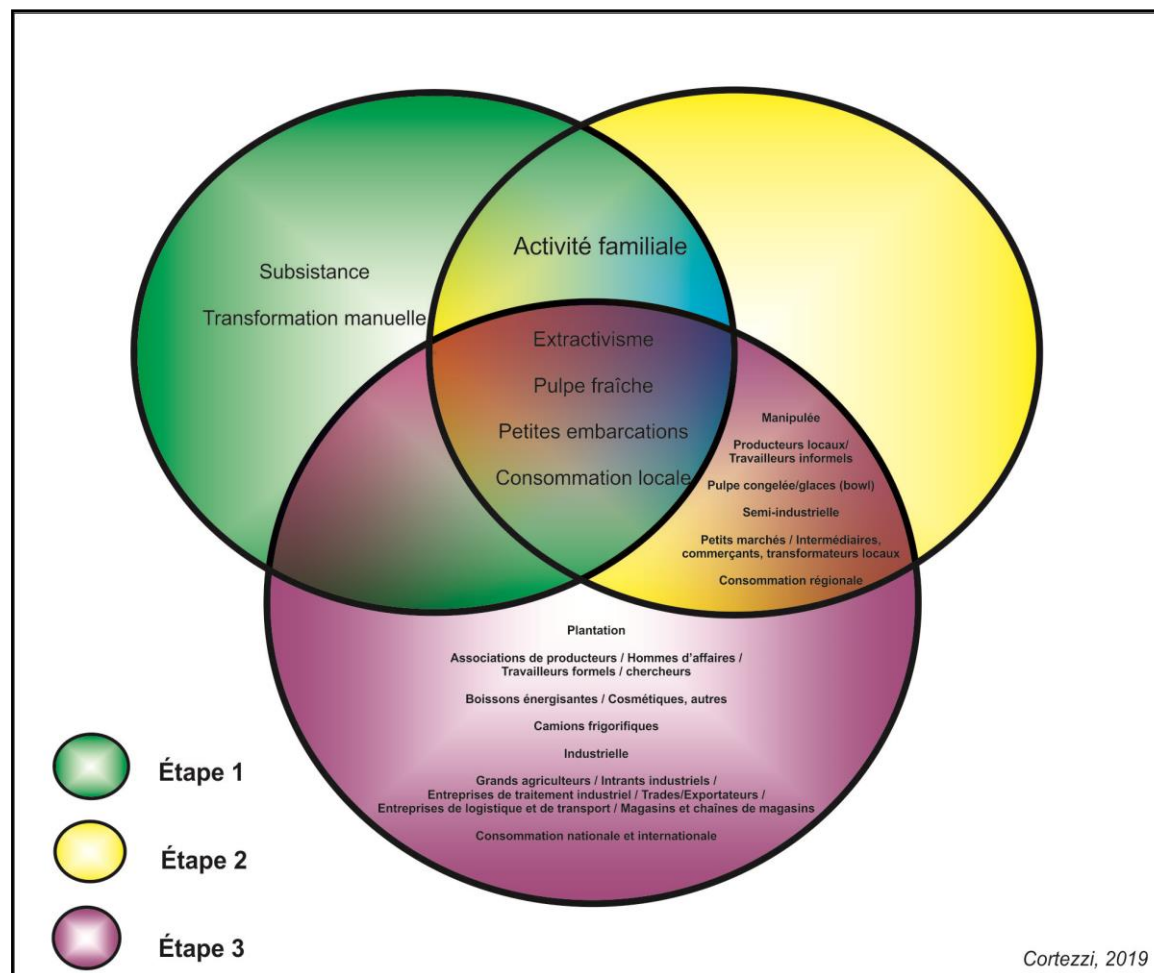 Activité familiale
Subsistance
Transformation manuelle
Extractivisme
Pulpe fraîche
Petites embarcations
Consommation locale
Manipulée
Producteurs locaux/
Travailleurs informels
Pulpe congelée/glaces (bowl)
Semi-industrielle
Petits marchés / Intermédiaires,
commerçants, transformateurs locaux
Consommation régionale
Plantation
Associations de producteurs / Hommes d'affaires /
Travailleurs formels / chercheurs
Boissons énergisantes / Cosmétiques, autres
Camions frigorifiques
Industrielle
Grands agriculteurs / Intrants industriels /
Entreprises de traitement industriel / Trades/Exportateurs /
Entreprises de logistique et de transport / Magasins et chaînes de magasins
Consommation nationale et internationale
Étape 1
Étape 2
Étape 3
Cortezzi, 2019